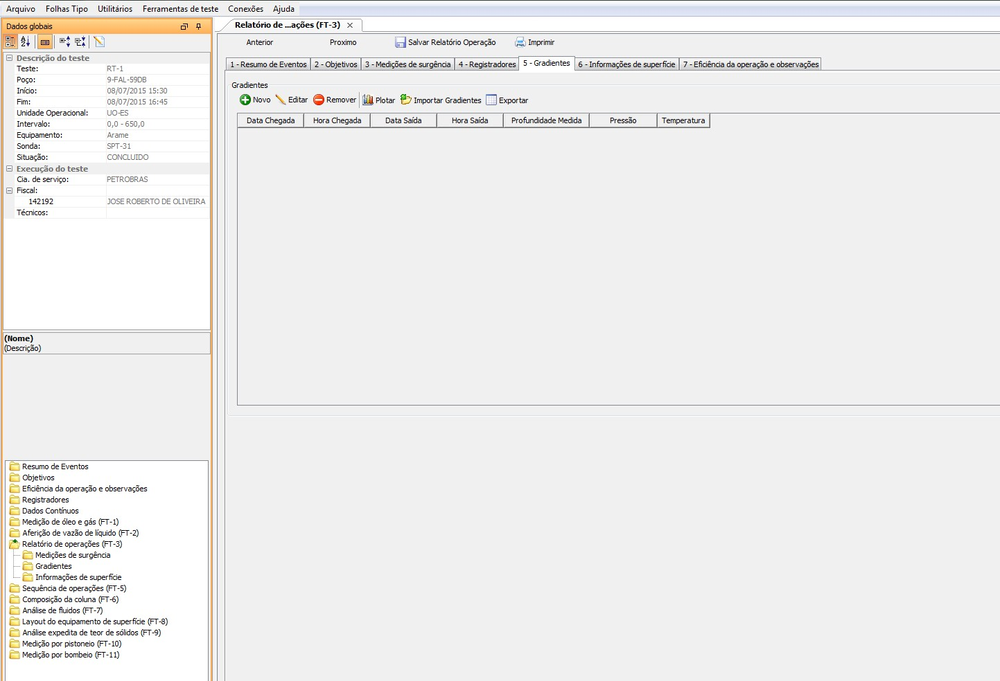 Arquivo Folhas Tipo Utilitários Ferramentas de teste Conexões Ajuda
Dados globais
Descrição do teste
Teste: RT-1
Poço: 9-FAL-59DB
Início: 08/07/2015 15:30
Fim: 08/07/2015 16:45
Unidade Operacional: UO-ES
Intervalo: 0,0 - 650,0
Equipamento: Arame
Sonda: SPT-31
Situação: CONCLUIDO
Execução do teste
Cia. de serviço: PETROBRAS
Fiscal:
142192 JOSE ROBERTO DE OLIVEIRA
Técnicos:
(Nome)
(Descrição)
Resumo de Eventos
Objetivos
Eficiência da operação e observações
Registradores
Dados Contínuos
Medição de óleo e gás (FT-1)
Aferição de vazão de líquido (FT-2)
Relatório de operações (FT-3)
Medições de surgência
Gradientes
Informações de superfície
Sequência de operações (FT-5)
Composição da coluna (FT-6)
Análise de fluidos (FT-7)
Layout do equipamento de superfície (FT-8)
Análise expedita de teor de sólidos (FT-9)
Medição por pistoneio (FT-10)
Medição por bombeio (FT-11)
Relatório de ...ações (FT-3)
Anterior Proximo Salvar Relatório Operação Imprimir
1 - Resumo de Eventos 2 - Objetivos 3 - Medições de surgência 4 - Registradores 5 - Gradientes 6 - Informações de superfície 7 - Eficiência da operação e observações
Gradientes
Novo Editar Remover Plotar Importar Gradientes Exportar
Data Chegada Hora Chegada Data Saída Hora Saída Profundidade Medida Pressão Temperatura